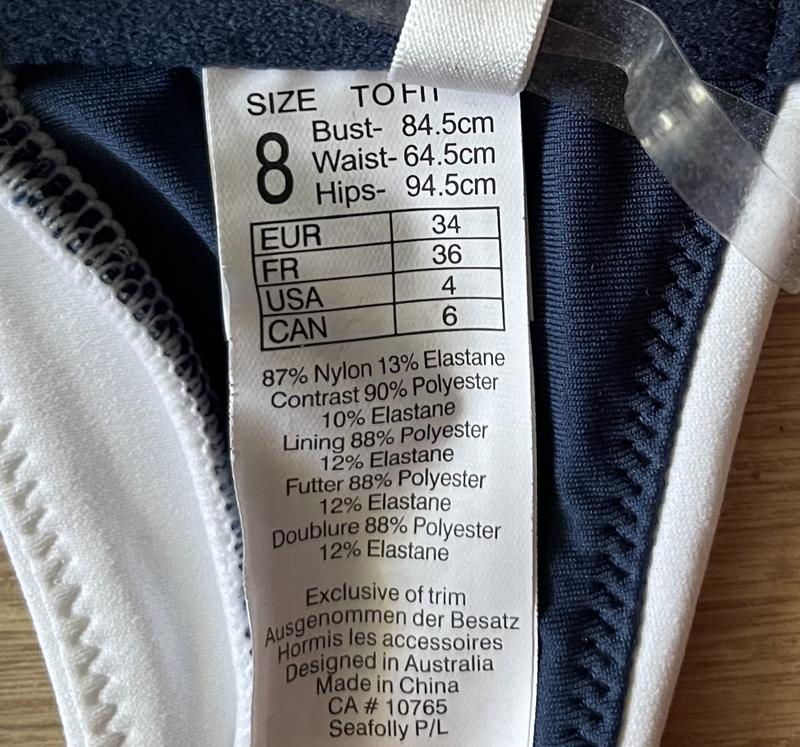 SIZE TO FIT
8
Bust- 84.5cm
Waist- 64.5cm
Hips- 94.5cm
EUR 34
FR 36
USA 4
CAN 6
87% Nylon 13% Elastane
Contrast 90% Polyester
10% Elastane
Lining 88% Polyester
12% Elastane
Futter 88% Polyester
12% Elastane
Doublure 88% Polyester
12% Elastane
Exclusive of trim
Ausgenommen der Besatz
Hormis les accessoires
Designed in Australia
Made in China
CA # 10765
Seafolly P/L